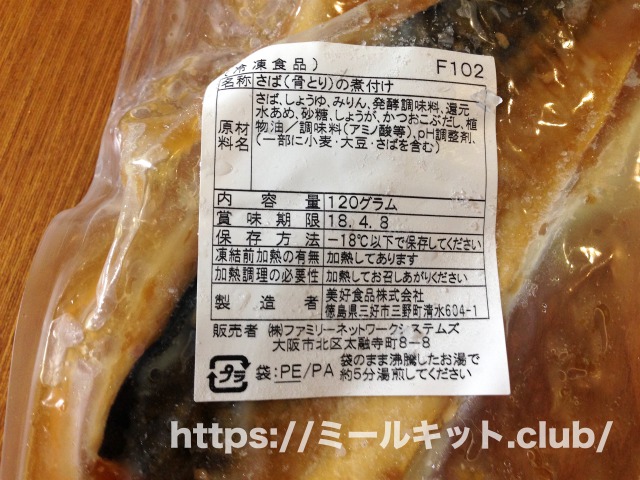 (冷凍食品) F102
名称 さば(骨とり)の煮付け
原材料名 さば、しょうゆ、みりん、発酵調味料、還元
水あめ、砂糖、しょうが、かつおこぶだし、植
物油/調味料(アミノ酸等)、pH調整剤、
(一部に小麦・大豆・さばを含む)
内容量 120グラム
賞味期限 18.4.8
保存方法 -18℃以下で保存してください
凍結前加熱の有無 加熱してあります
加熱調理の必要性 加熱してお召しあがりください
製造者 美好食品株式会社
徳島県三好市三野町清水604-1
販売者 ㈱ファミリーネットワークシステムズ
大阪市北区太融寺町8-8
プラ 袋:PE/PA 袋のまま沸騰したお湯で
約5分湯煎してください
https://ミールキット.club/